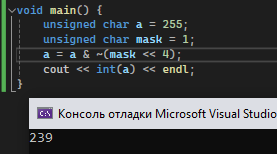 void main() {
unsigned char a = 255;
unsigned char mask = 1;
a = a & ~(mask << 4);
cout << int(a) << endl;
}
Консоль отладки Microsoft Visual Studio
239